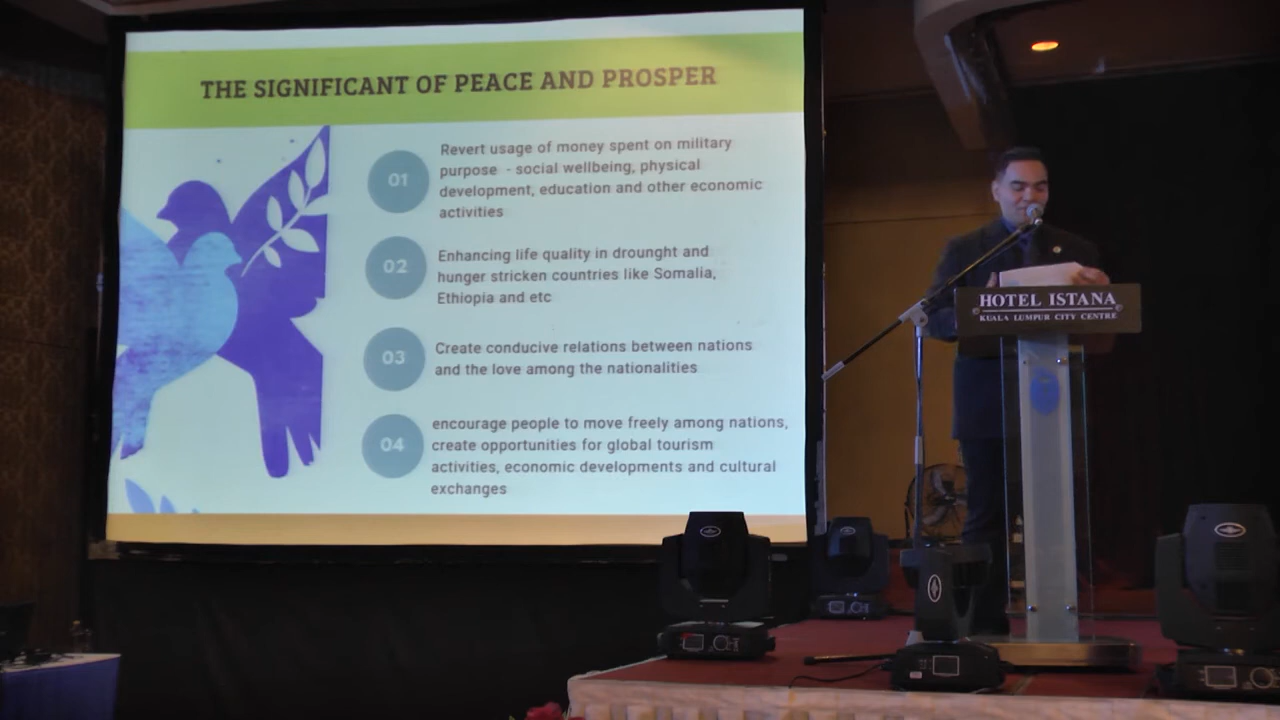 THE SIGNIFICANT OF PEACE AND PROSPER
01
Revert usage of money spent on military
purpose - social wellbeing, physical
development, education and other economic
activities
02
Enhancing life quality in drounght and
hunger stricken countries like Somalia,
Ethiopia and etc
03
Create conducive relations between nations
and the love among the nationalities
04
encourage people to move freely among nations,
create opportunities for global tourism
activities, economic developments and cultural
exchanges
HOTEL ISTANA
KUALA LUMPUR CITY CENTRE